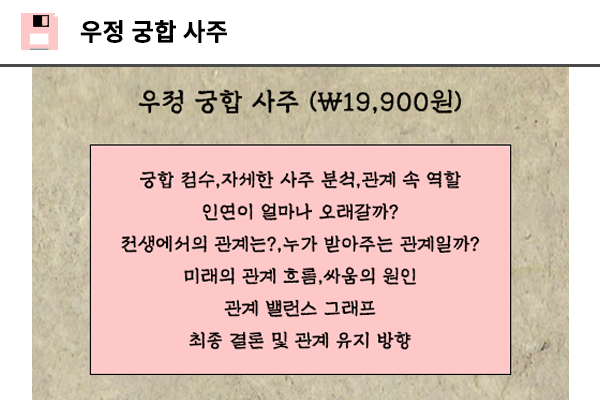 우정 궁합 사주
우정 궁합 사주 (₩19,900원)
궁합 점수,자세한 사주 분석,관계 속 역할
인연이 얼마나 오래갈까?
전생에서의 관계는?,누가 받아주는 관계일까?
미래의 관계 흐름,싸움의 원인
관계 밸런스 그래프
최종 결론 및 관계 유지 방향